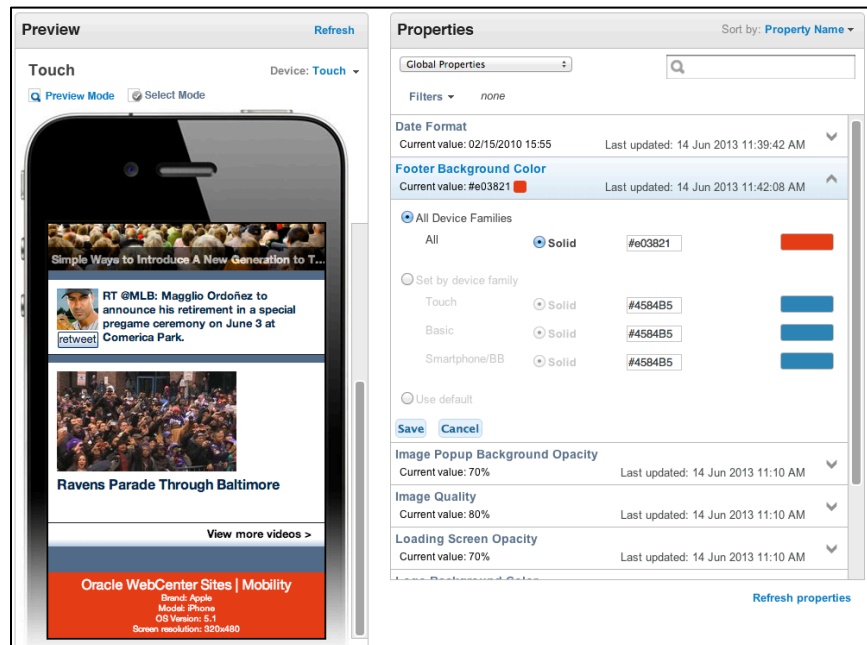 Preview
Refresh
Touch
Device: Touch
Preview Mode
Select Mode
Simple Ways to Introduce A New Generation to T...
RT @MLB: Magglio Ordoñez to
announce his retirement in a special
pregame ceremony on June 3 at
Comerica Park.
retweet
Ravens Parade Through Baltimore
View more videos >
Oracle WebCenter Sites | Mobility
Brand: Apple
Model: iPhone
OS Version: 5.1
Screen resolution: 320x480
Properties
Sort by: Property Name
Global Properties
Filters
none
Date Format
Current value: 02/15/2010 15:55
Last updated: 14 Jun 2013 11:39:42 AM
Footer Background Color
Current value: #e03821
Last updated: 14 Jun 2013 11:42:08 AM
All Device Families
All
Solid
#e03821
Set by device family
Touch
Solid
#4584B5
Basic
Solid
#4584B5
Smartphone/BB
Solid
#4584B5
Use default
Save
Cancel
Image Popup Background Opacity
Current value: 70%
Last updated: 14 Jun 2013 11:10 AM
Image Quality
Current value: 80%
Last updated: 14 Jun 2013 11:10 AM
Loading Screen Opacity
Current value: 70%
Last updated: 14 Jun 2013 11:10 AM
Refresh properties